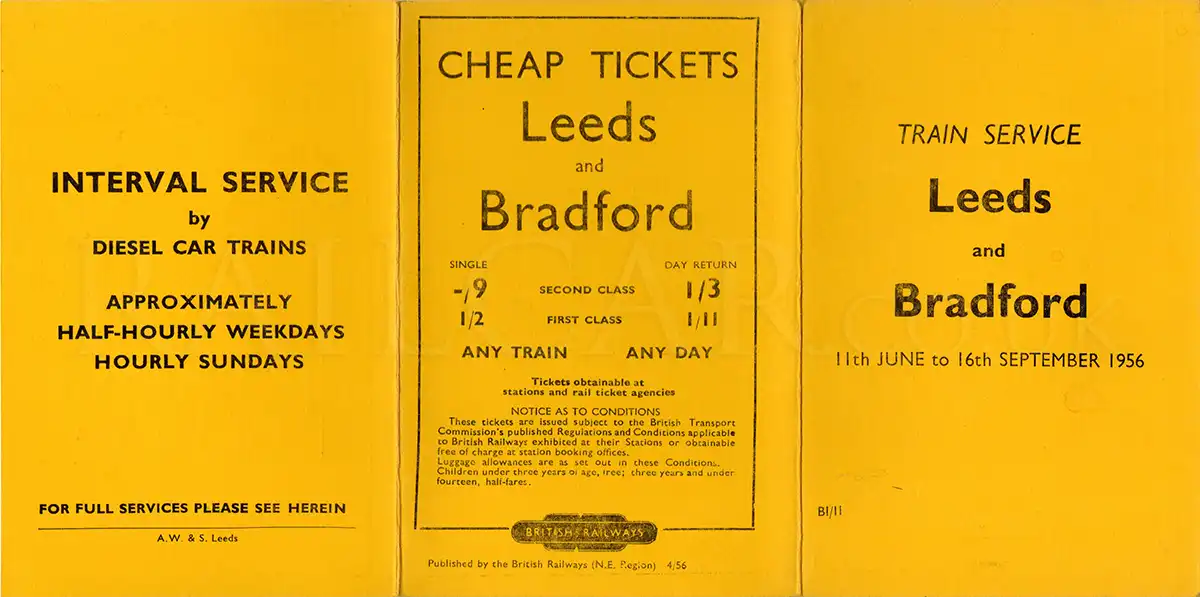 INTERVAL SERVICE
by
DIESEL CAR TRAINS
APPROXIMATELY
HALF-HOURLY WEEKDAYS
HOURLY SUNDAYS
FOR FULL SERVICES PLEASE SEE HEREIN
A.W. & S. Leeds
CHEAP TICKETS
Leeds
and
Bradford
SINGLE DAY RETURN
-/9 SECOND CLASS 1/3
1/2 FIRST CLASS 1/11
ANY TRAIN ANY DAY
Tickets obtainable at
stations and rail ticket agencies
NOTICE AS TO CONDITIONS
These tickets are issued subject to the British Transport
Commission's published Regulations and Conditions applicable
to British Railways exhibited at their Stations or obtainable
free of charge at station booking offices.
Luggage allowances are as set out in these Conditions.
Children under three years of age, free; three years and under
fourteen, half-fares.
BRITISH RAILWAYS
Published by the British Railways (N.E. Region) 4/56
TRAIN SERVICE
Leeds
and
Bradford
11th JUNE to 16th SEPTEMBER 1956
BI/11
RAILCAR.co.uk